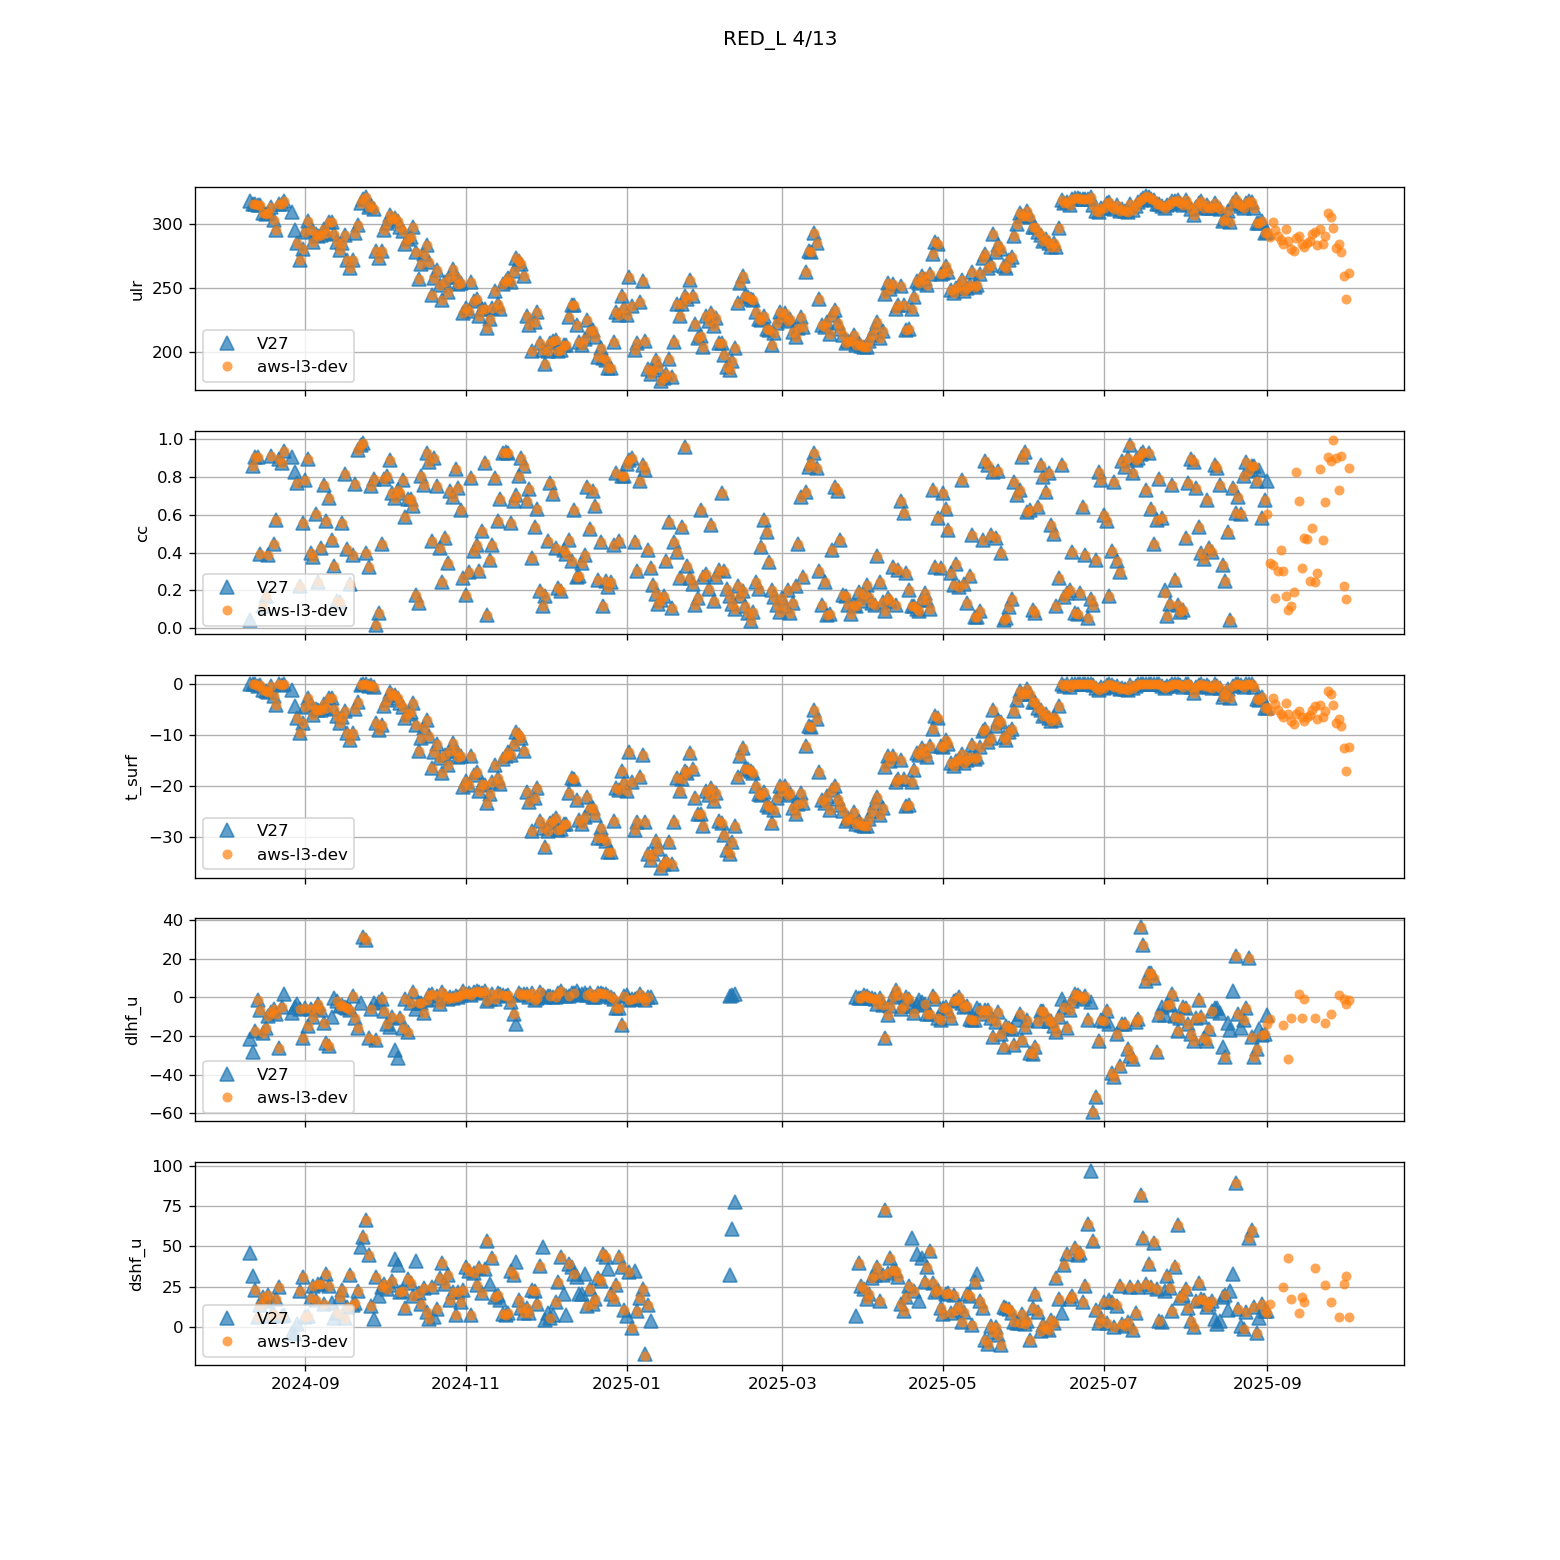 RED_L 4/13
300
250
200
ulr
V27
aws-l3-dev
1.0
0.8
0.6
0.4
0.2
0.0
cc
V27
aws-l3-dev
0
−10
−20
−30
t_surf
V27
aws-l3-dev
40
20
0
−20
−40
−60
dlhf_u
V27
aws-l3-dev
100
75
50
25
0
dshf_u
V27
aws-l3-dev
2024-09 2024-11 2025-01 2025-03 2025-05 2025-07 2025-09